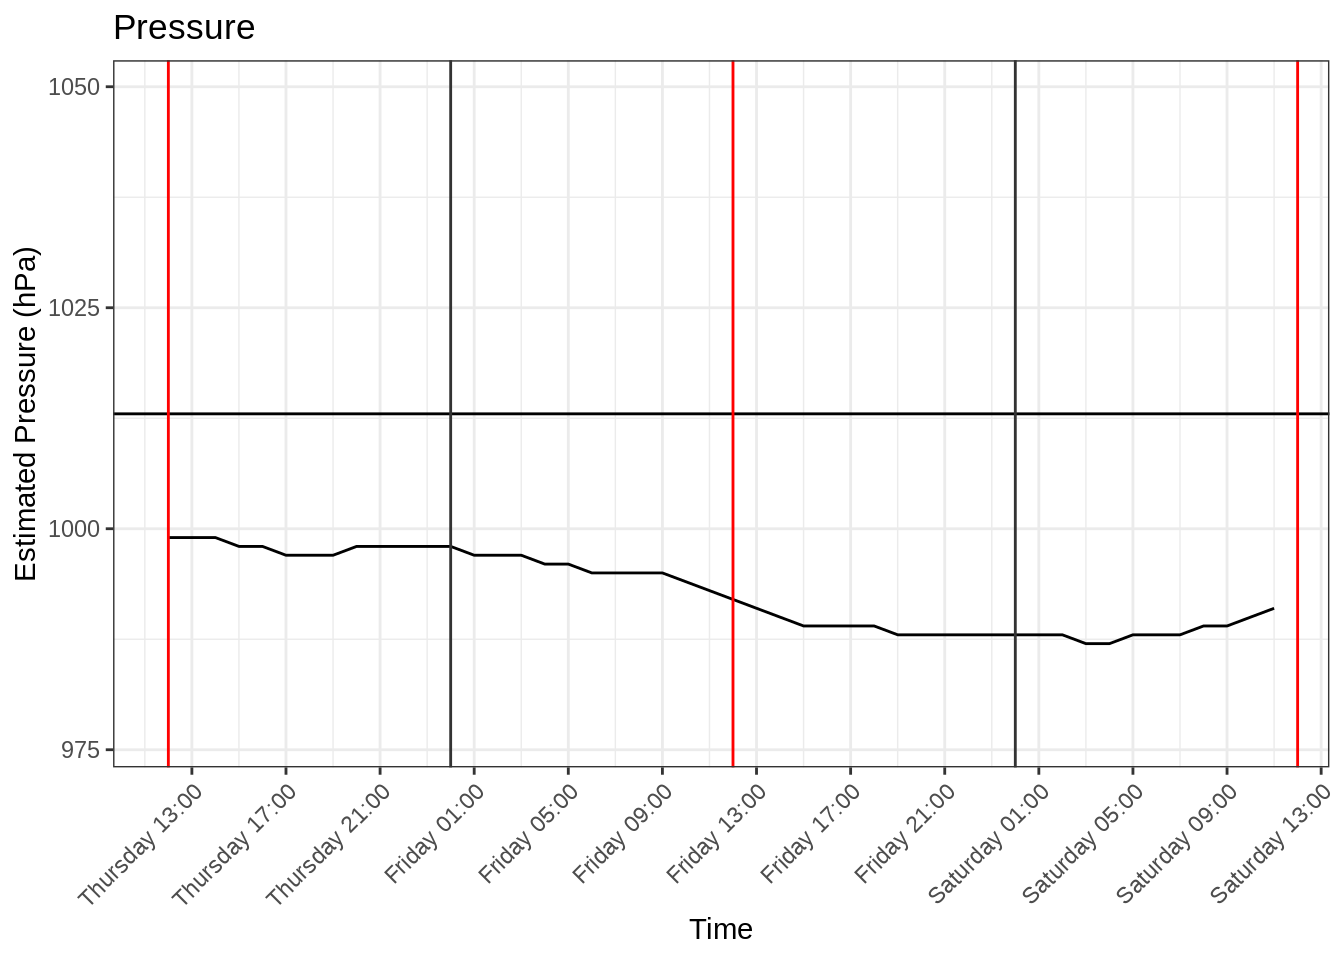 Pressure
Estimated Pressure (hPa)
1050
1025
1000
975
Thursday 13:00
Thursday 17:00
Thursday 21:00
Friday 01:00
Friday 05:00
Friday 09:00
Friday 13:00
Friday 17:00
Friday 21:00
Saturday 01:00
Saturday 05:00
Saturday 09:00
Saturday 13:00
Time